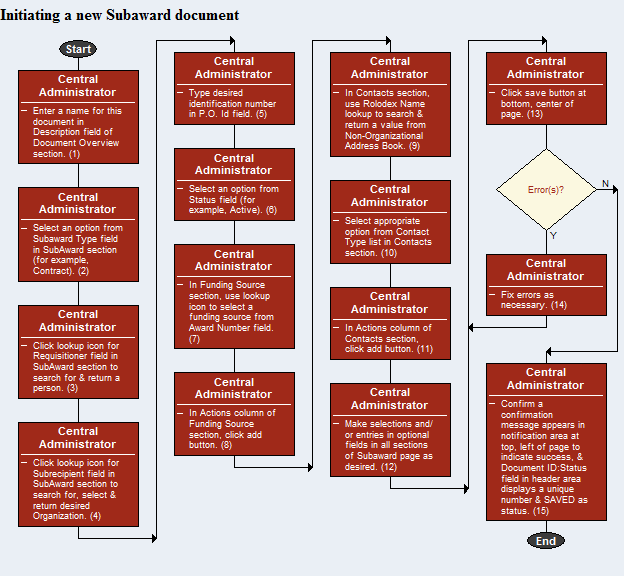 Initiating a new Subaward document
Start
Central
Administrator
– Enter a name for this
document in
Description field of
Document Overview
section. (1)
Central
Administrator
– Select an option from
Subaward Type field
in SubAward section
(for example,
Contract). (2)
Central
Administrator
– Click lookup icon for
Requisitioner field in
SubAward section to
search for & return a
person. (3)
Central
Administrator
– Click lookup icon for
Subrecipient field in
SubAward section to
search for, select &
return desired
Organization. (4)
Central
Administrator
– Type desired
identification number
in P.O. Id field. (5)
Central
Administrator
– Select an option from
Status field (for
example, Active). (6)
Central
Administrator
– In Funding Source
section, use lookup
icon to select a
funding source from
Award Number field.
(7)
Central
Administrator
– In Actions column of
Funding Source
section, click add
button. (8)
Central
Administrator
– In Contacts section,
use Rolodex Name
lookup to search &
return a value from
Non-Organizational
Address Book. (9)
Central
Administrator
– Select appropriate
option from Contact
Type list in Contacts
section. (10)
Central
Administrator
– In Actions column of
Contacts section,
click add button. (11)
Central
Administrator
– Make selections and/
or entries in optional
fields in all sections
of Subaward page as
desired. (12)
Central
Administrator
– Click save button at
bottom, center of
page. (13)
Error(s)?
N
Y
Central
Administrator
– Fix errors as
necessary. (14)
Central
Administrator
– Confirm a
confirmation
message appears in
notification area at
top, left of page to
indicate success, &
Document ID:Status
field in header area
displays a unique
number & SAVED as
status. (15)
End